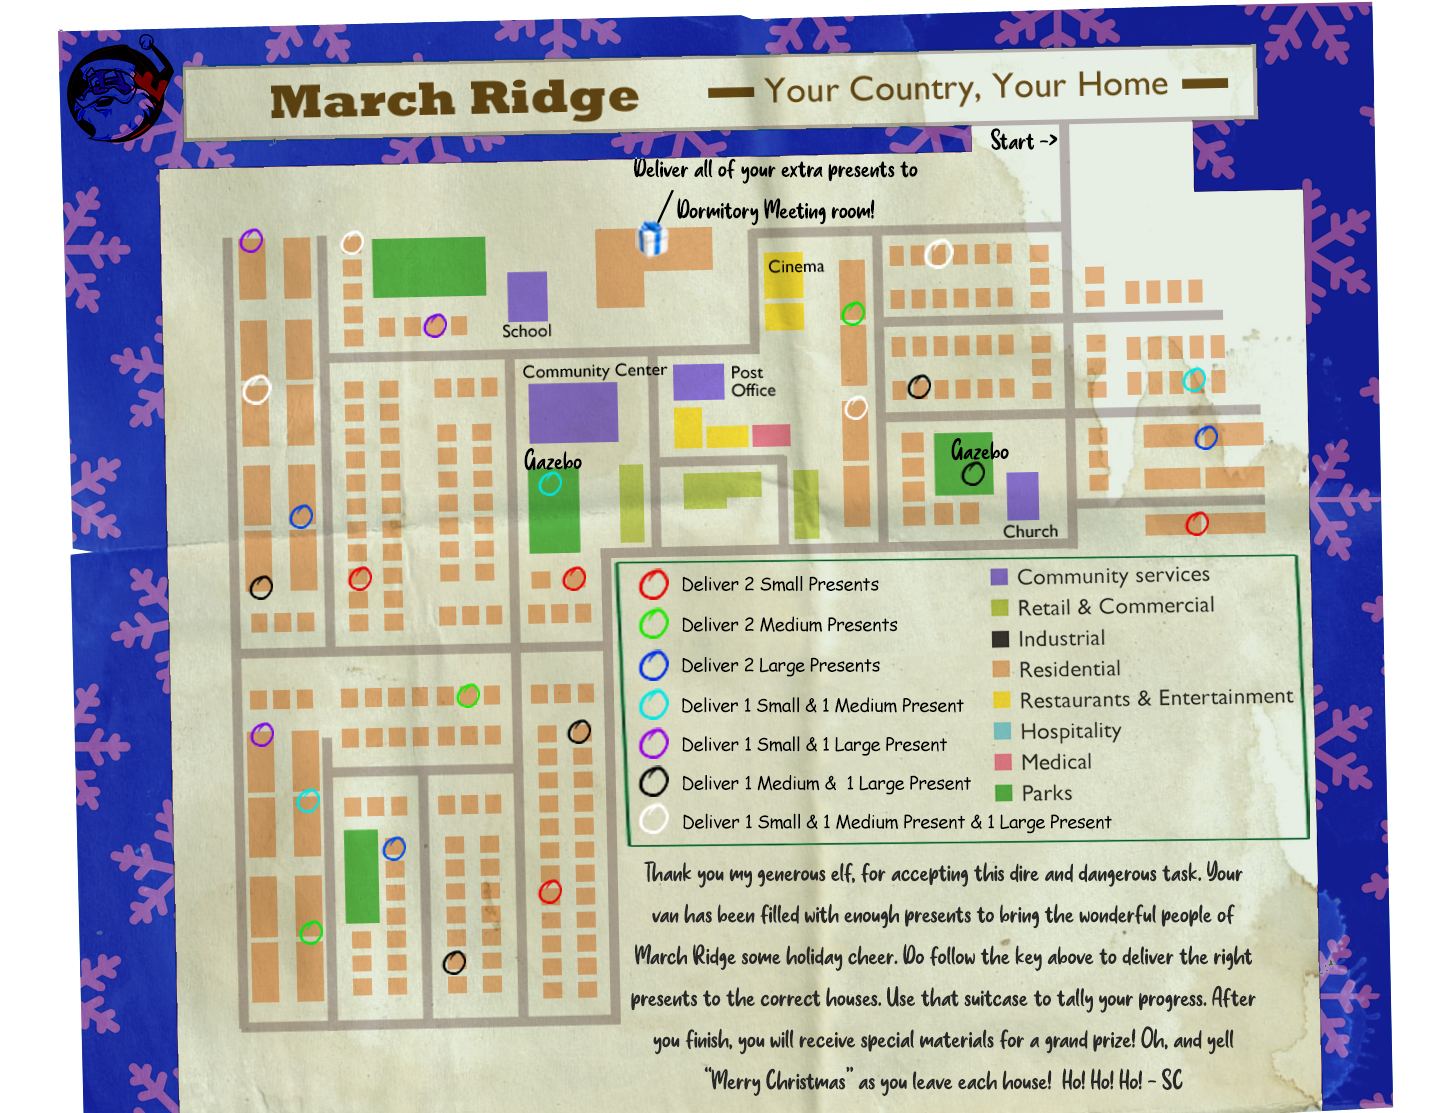 March Ridge — Your Country, Your Home —
Start ->
Deliver all of your extra presents to
Dormitory Meeting room!
Cinema
School
Community Center
Post
Office
Gazebo
Gazebo
Church
Deliver 2 Small Presents
Deliver 2 Medium Presents
Deliver 2 Large Presents
Deliver 1 Small & 1 Medium Present
Deliver 1 Small & 1 Large Present
Deliver 1 Medium & 1 Large Present
Deliver 1 Small & 1 Medium Present & 1 Large Present
Community services
Retail & Commercial
Industrial
Residential
Restaurants & Entertainment
Hospitality
Medical
Parks
Thank you my generous elf, for accepting this dire and dangerous task. Your
van has been filled with enough presents to bring the wonderful people of
March Ridge some holiday cheer. Do follow the key above to deliver the right
presents to the correct houses. Use that suitcase to tally your progress. After
you finish, you will receive special materials for a grand prize! Oh, and yell
“Merry Christmas” as you leave each house! Ho! Ho! Ho! - SC